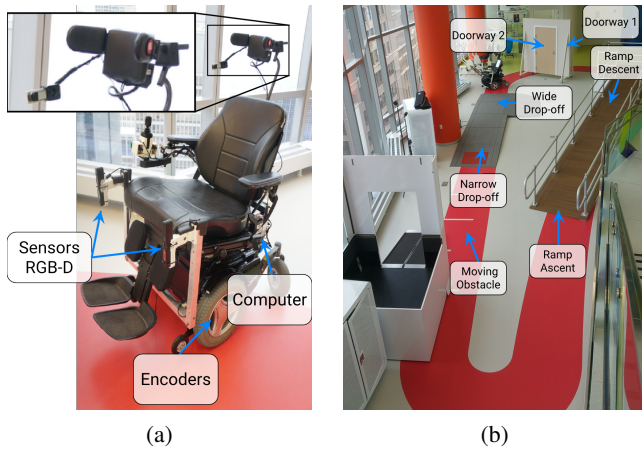 Sensors
RGB-D
Computer
Encoders
(a)
Doorway 2
Doorway 1
Ramp
Descent
Wide
Drop-off
Narrow
Drop-off
Moving
Obstacle
Ramp
Ascent
(b)